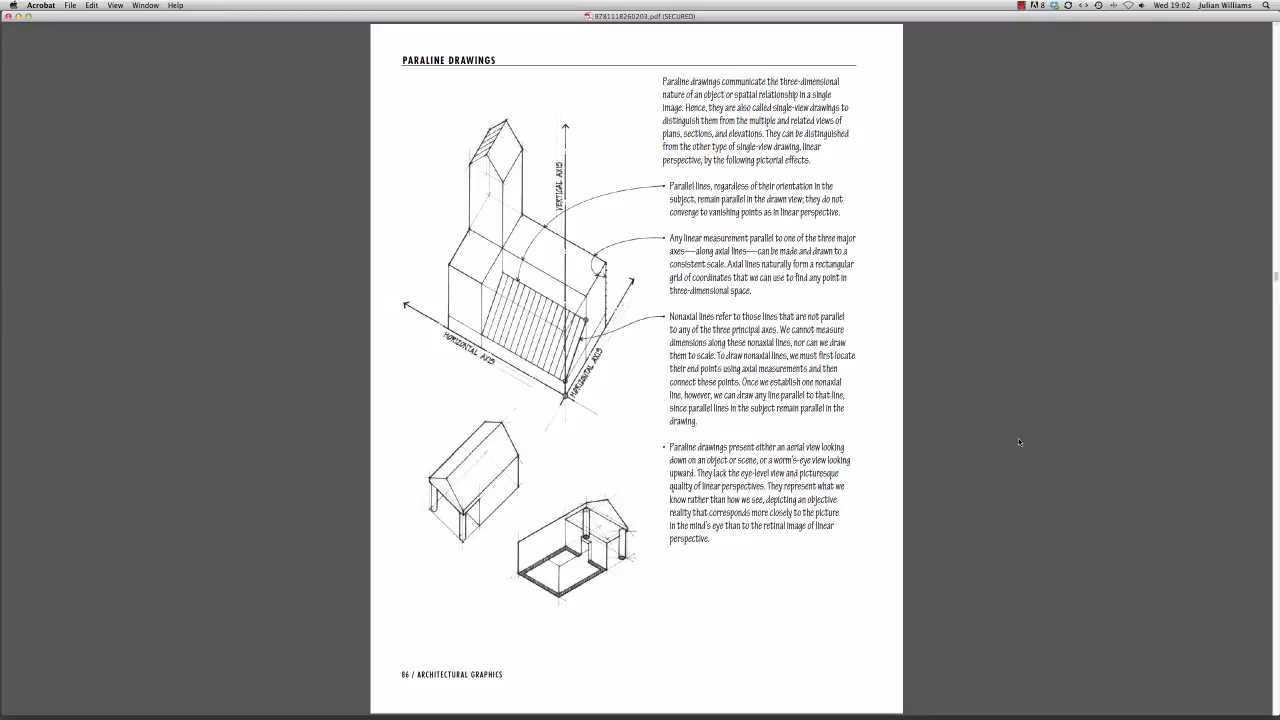 Acrobat File Edit View Window Help
8 Wed 19:02 Julian Williams
9781118260203.pdf (SECURED)
PARALINE DRAWINGS
Paraline drawings communicate the three-dimensional
nature of an object or spatial relationship in a single
image. Hence, they are also called single-view drawings to
distinguish them from the multiple and related views of
plans, sections, and elevations. They can be distinguished
from the other type of single-view drawing, linear
perspective, by the following pictorial effects.
• Parallel lines, regardless of their orientation in the
subject, remain parallel in the drawn view; they do not
converge to vanishing points as in linear perspective.
• Any linear measurement parallel to one of the three major
axes—along axial lines—can be made and drawn to a
consistent scale. Axial lines naturally form a rectangular
grid of coordinates that we can use to find any point in
three-dimensional space.
• Nonaxial lines refer to those lines that are not parallel
to any of the three principal axes. We cannot measure
dimensions along these nonaxial lines, nor can we draw
them to scale. To draw nonaxial lines, we must first locate
their end points using axial measurements and then
connect these points. Once we establish one nonaxial
line, however, we can draw any line parallel to that line,
since parallel lines in the subject remain parallel in the
drawing.
• Paraline drawings present either an aerial view looking
down on an object or scene, or a worm's-eye view looking
upward. They lack the eye-level view and picturesque
quality of linear perspectives. They represent what we
know rather than how we see, depicting an objective
reality that corresponds more closely to the picture
in the mind's eye than to the retinal image of linear
perspective.
VERTICAL AXIS
HORIZONTAL AXIS
HORIZONTAL AXIS
86 / ARCHITECTURAL GRAPHICS